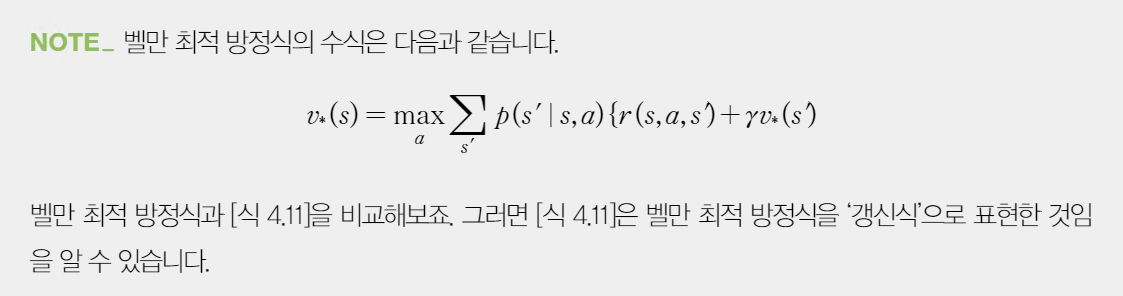 NOTE_ 벨만 최적 방정식의 수식은 다음과 같습니다.
v*(s) = max_a ∑_s′ p(s′ | s, a) {r(s, a, s′) + γv*(s′)
벨만 최적 방정식과 [식 4.11]을 비교해보죠. 그러면 [식 4.11]은 벨만 최적 방정식을 ‘갱신식’으로 표현한 것임
을 알 수 있습니다.